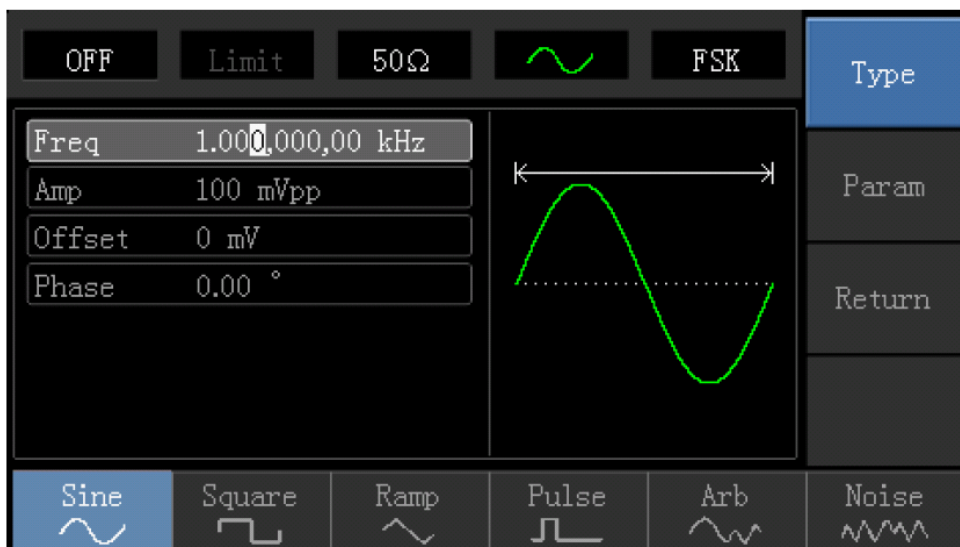 OFF Limit 50Ω FSK
Type
Freq 1.000,000,00 kHz
Amp 100 mVpp
Offset 0 mV
Phase 0.00 °
Param
Return
Sine Square Ramp Pulse Arb Noise